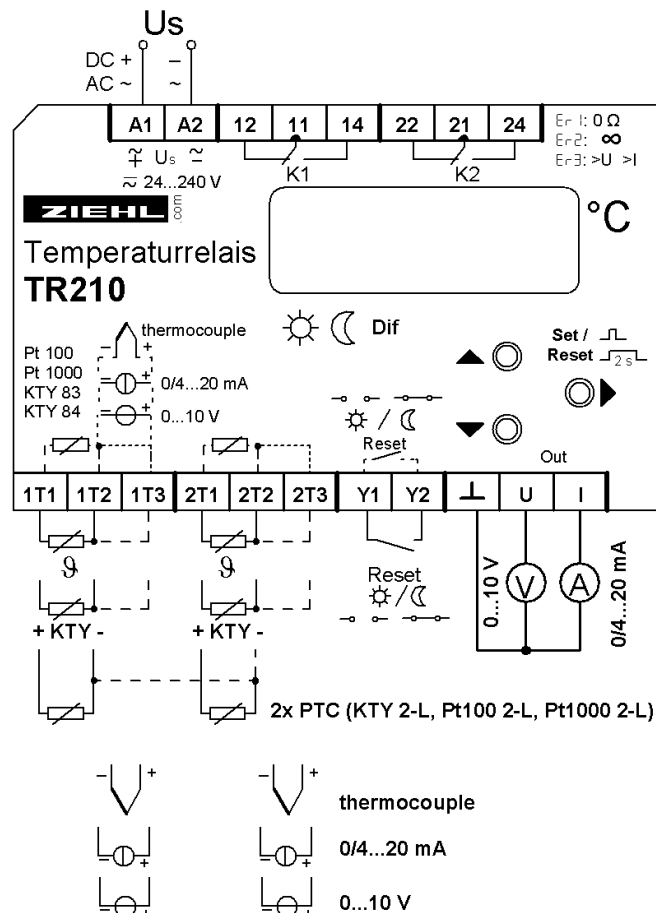 Us
DC + –
AC ~ ~
A1 A2 12 11 14 22 21 24
Er1: 0 Ω
Er2: ∞
Er3: >U >I
Us
K1 K2
24...240 V
ZIEHL .com
°C
Temperaturrelais
TR210
Dif
thermocouple
Pt 100
Pt 1000
KTY 83
KTY 84
– +
– + 0/4...20 mA
– + 0...10 V
Set /
Reset 2 s
/
Reset
Out
1T1 1T2 1T3 2T1 2T2 2T3 Y1 Y2 ⊥ U I
ϑ ϑ
Reset
/
0...10 V
V
A
0/4...20 mA
+ KTY - + KTY -
2x PTC (KTY 2-L, Pt100 2-L, Pt1000 2-L)
– + – +
thermocouple
0/4...20 mA
0...10 V